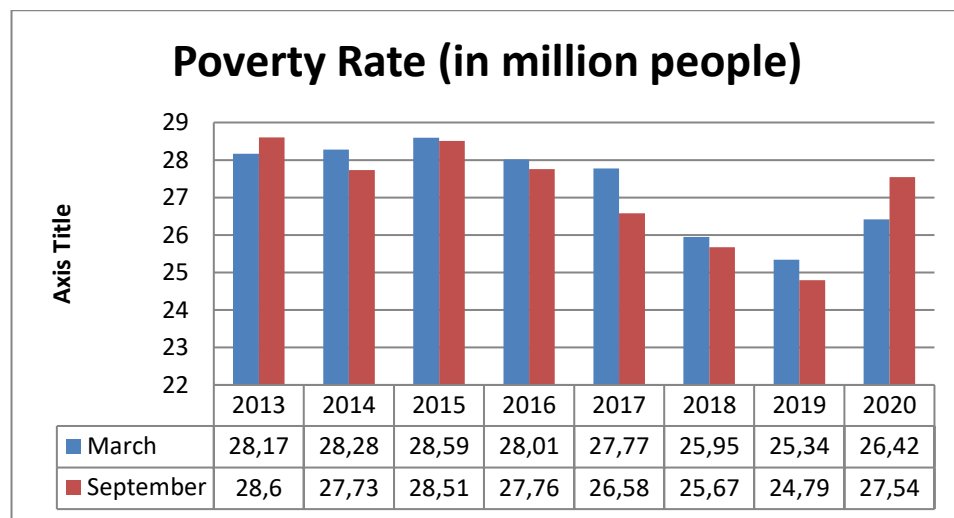 Poverty Rate (in million people)
29
28
27
26
25
24
23
22
Axis Title
2013 2014 2015 2016 2017 2018 2019 2020
March 28,17 28,28 28,59 28,01 27,77 25,95 25,34 26,42
September 28,6 27,73 28,51 27,76 26,58 25,67 24,79 27,54